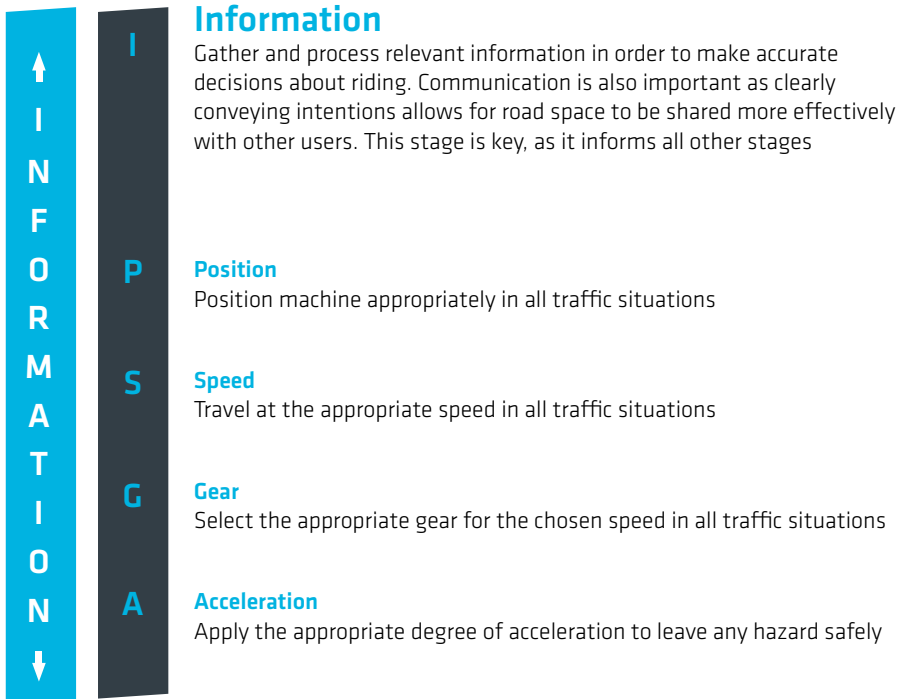 ↑
I
N
F
O
R
M
A
T
I
O
N
↓
I
Information
Gather and process relevant information in order to make accurate
decisions about riding. Communication is also important as clearly
conveying intentions allows for road space to be shared more effectively
with other users. This stage is key, as it informs all other stages
P
Position
Position machine appropriately in all traffic situations
S
Speed
Travel at the appropriate speed in all traffic situations
G
Gear
Select the appropriate gear for the chosen speed in all traffic situations
A
Acceleration
Apply the appropriate degree of acceleration to leave any hazard safely